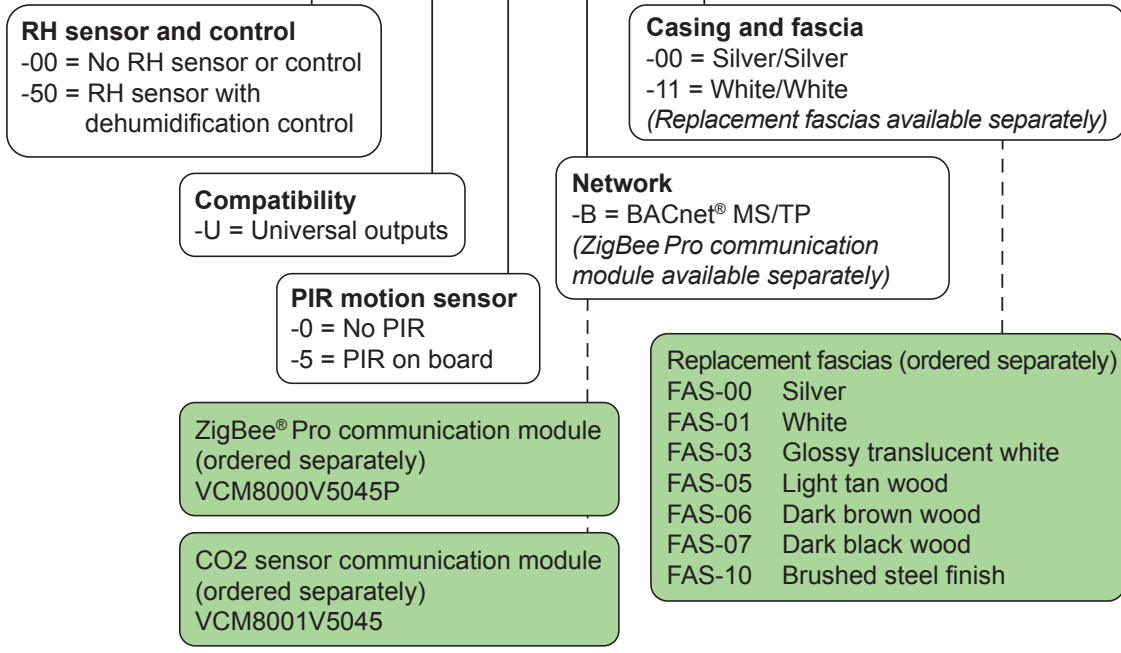 RH sensor and control
-00 = No RH sensor or control
-50 = RH sensor with
dehumidification control
Casing and fascia
-00 = Silver/Silver
-11 = White/White
(Replacement fascias available separately)
Compatibility
-U = Universal outputs
Network
-B = BACnet® MS/TP
(ZigBee Pro communication
module available separately)
PIR motion sensor
-0 = No PIR
-5 = PIR on board
ZigBee® Pro communication module
(ordered separately)
VCM8000V5045P
CO2 sensor communication module
(ordered separately)
VCM8001V5045
Replacement fascias (ordered separately)
FAS-00 Silver
FAS-01 White
FAS-03 Glossy translucent white
FAS-05 Light tan wood
FAS-06 Dark brown wood
FAS-07 Dark black wood
FAS-10 Brushed steel finish